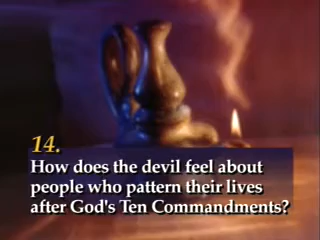 14.
How does the devil feel about
people who pattern their lives
after God's Ten Commandments?